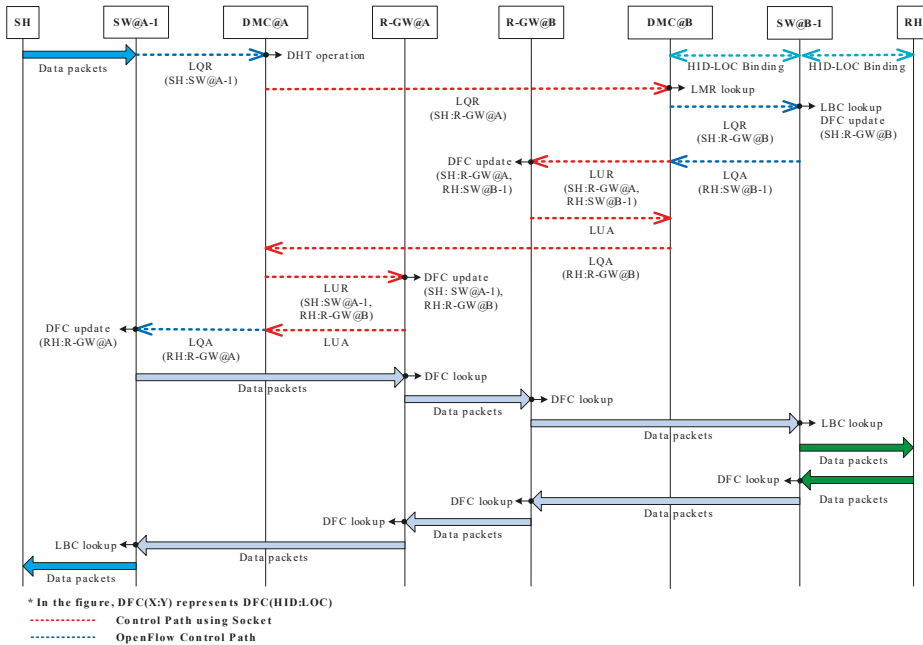 SH
SW@A-1
DMC@A
R-GW@A
R-GW@B
DMC@B
SW@B-1
RH
Data packets
LQR
(SH:SW@A-1)
DHT operation
HID-LOC Binding
HID-LOC Binding
LQR
(SH:R-GW@A)
LMR lookup
LQR
(SH:R-GW@B)
LBC lookup
DFC update
(SH:R-GW@B)
DFC update
(SH:R-GW@A,
RH:SW@B-1)
LUR
(SH:R-GW@A,
RH:SW@B-1)
LQA
(RH:SW@B-1)
LUA
LQA
(RH:R-GW@B)
LUR
(SH:SW@A-1,
RH:R-GW@B)
DFC update
(SH: SW@A-1),
RH:R-GW@B)
DFC update
(RH:R-GW@A)
LQA
(RH:R-GW@A)
LUA
Data packets
DFC lookup
Data packets
DFC lookup
Data packets
LBC lookup
Data packets
DFC lookup
Data packets
DFC lookup
Data packets
DFC lookup
Data packets
LBC lookup
Data packets
Data packets
* In the figure, DFC(X:Y) represents DFC(HID:LOC)
Control Path using Socket
OpenFlow Control Path